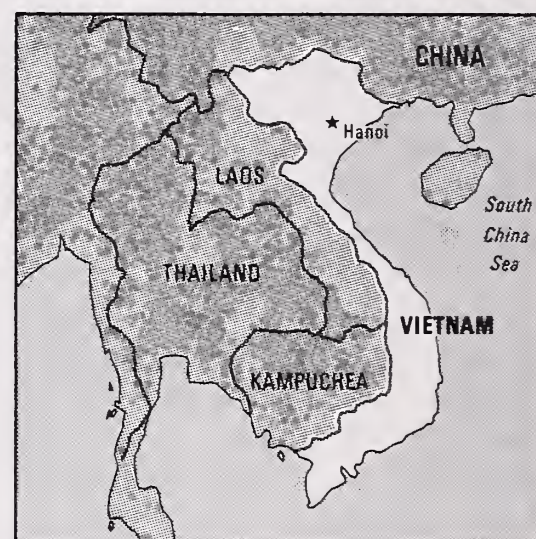 CHINA
★ Hanoi
LAOS
South
China
Sea
THAILAND
VIETNAM
KAMPUCHEA